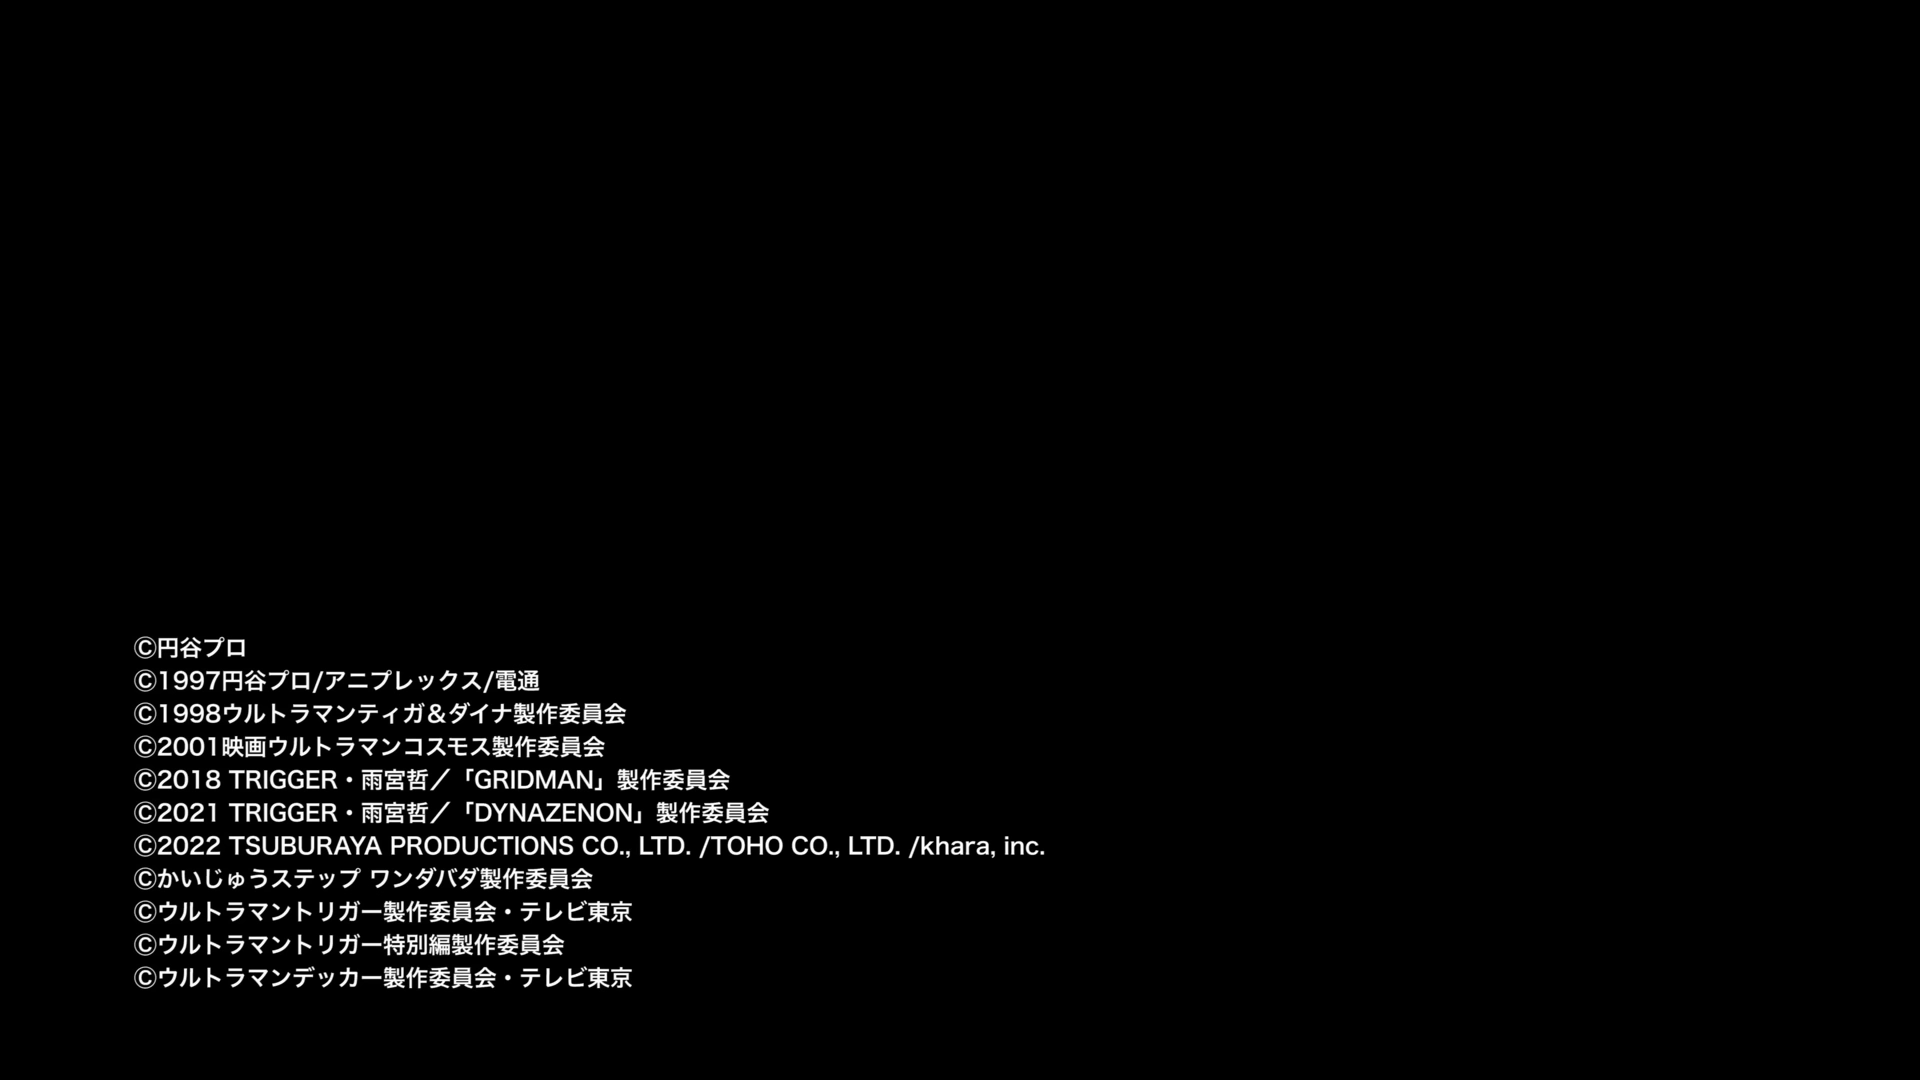 ©円谷プロ
©1997円谷プロ/アニプレックス/電通
©1998ウルトラマンティガ＆ダイナ製作委員会
©2001映画ウルトラマンコスモス製作委員会
©2018 TRIGGER・雨宮哲／「GRIDMAN」製作委員会
©2021 TRIGGER・雨宮哲／「DYNAZENON」製作委員会
©2022 TSUBURAYA PRODUCTIONS CO., LTD. /TOHO CO., LTD. /khara, inc.
©かいじゅうステップ ワンダバダ製作委員会
©ウルトラマントリガー製作委員会・テレビ東京
©ウルトラマントリガー特別編製作委員会
©ウルトラマンデッカー製作委員会・テレビ東京